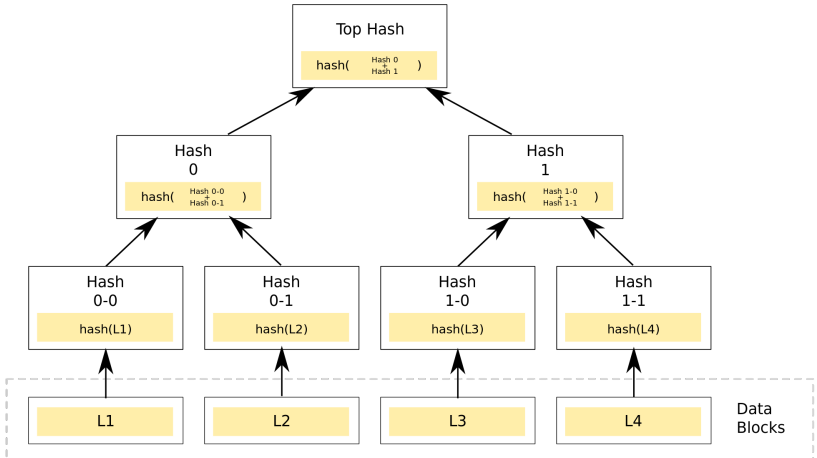 Top Hash
hash( Hash 0 + Hash 1 )
Hash
0
hash( Hash 0-0 + Hash 0-1 )
Hash
1
hash( Hash 1-0 + Hash 1-1 )
Hash
0-0
hash(L1)
Hash
0-1
hash(L2)
Hash
1-0
hash(L3)
Hash
1-1
hash(L4)
L1
L2
L3
L4
Data
Blocks